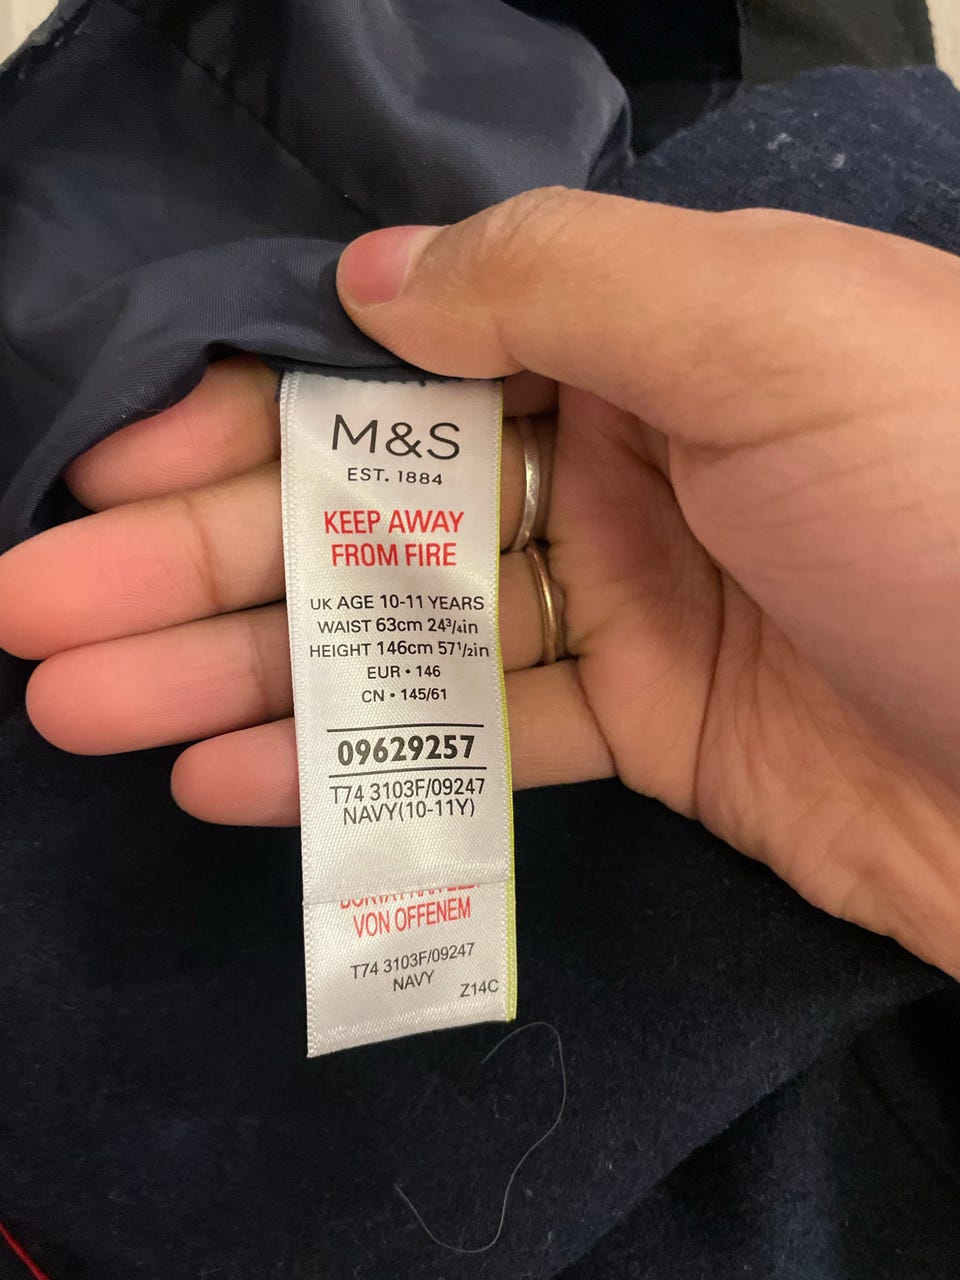 M&S
EST. 1884
KEEP AWAY
FROM FIRE
UK AGE 10-11 YEARS
WAIST 63cm 24³/₄in
HEIGHT 146cm 57¹/₂in
EUR • 146
CN • 145/61
09629257
T74 3103F/09247
NAVY(10-11Y)
VON OFFENEM
T74 3103F/09247
NAVY
Z14C